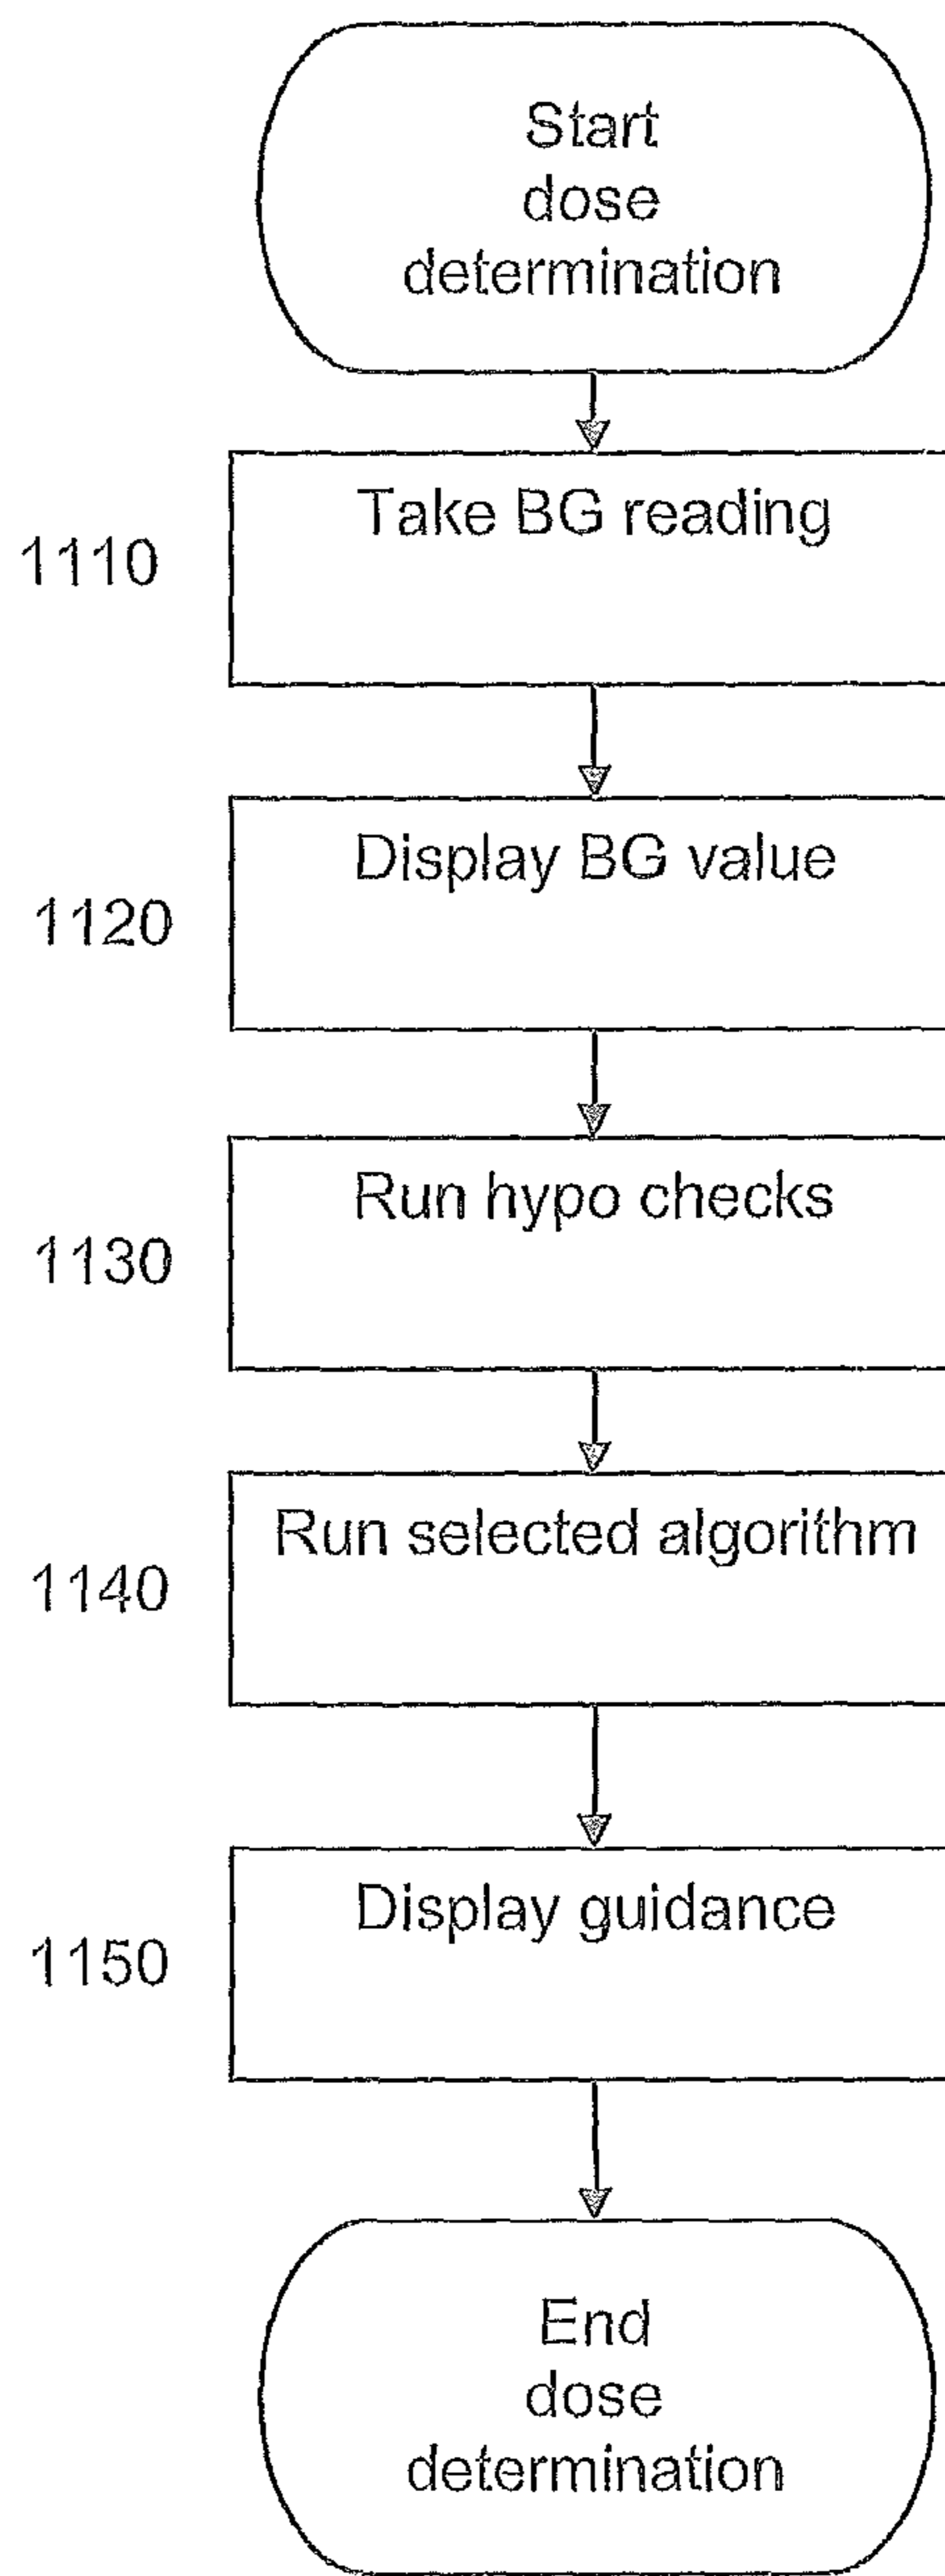 Start
dose
determination
Take BG reading
1110
Display BG value
1120
Run hypo checks
1130
Run selected algorithm
1140
Display guidance
1150
End
dose
determination